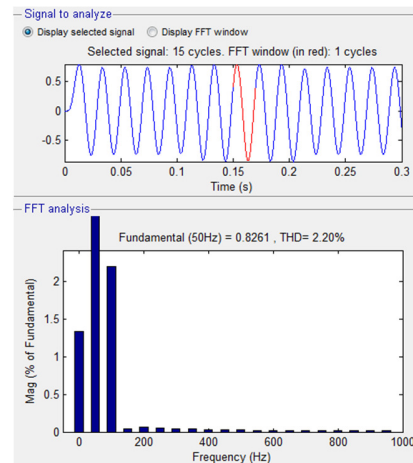 Signal to analyze
Display selected signal Display FFT window
Selected signal: 15 cycles. FFT window (in red): 1 cycles
0.5
0
-0.5
0 0.05 0.1 0.15 0.2 0.25 0.3
Time (s)
FFT analysis
Fundamental (50Hz) = 0.8261 , THD= 2.20%
2
1.5
1
0.5
0
Mag (% of Fundamental)
0 200 400 600 800 1000
Frequency (Hz)